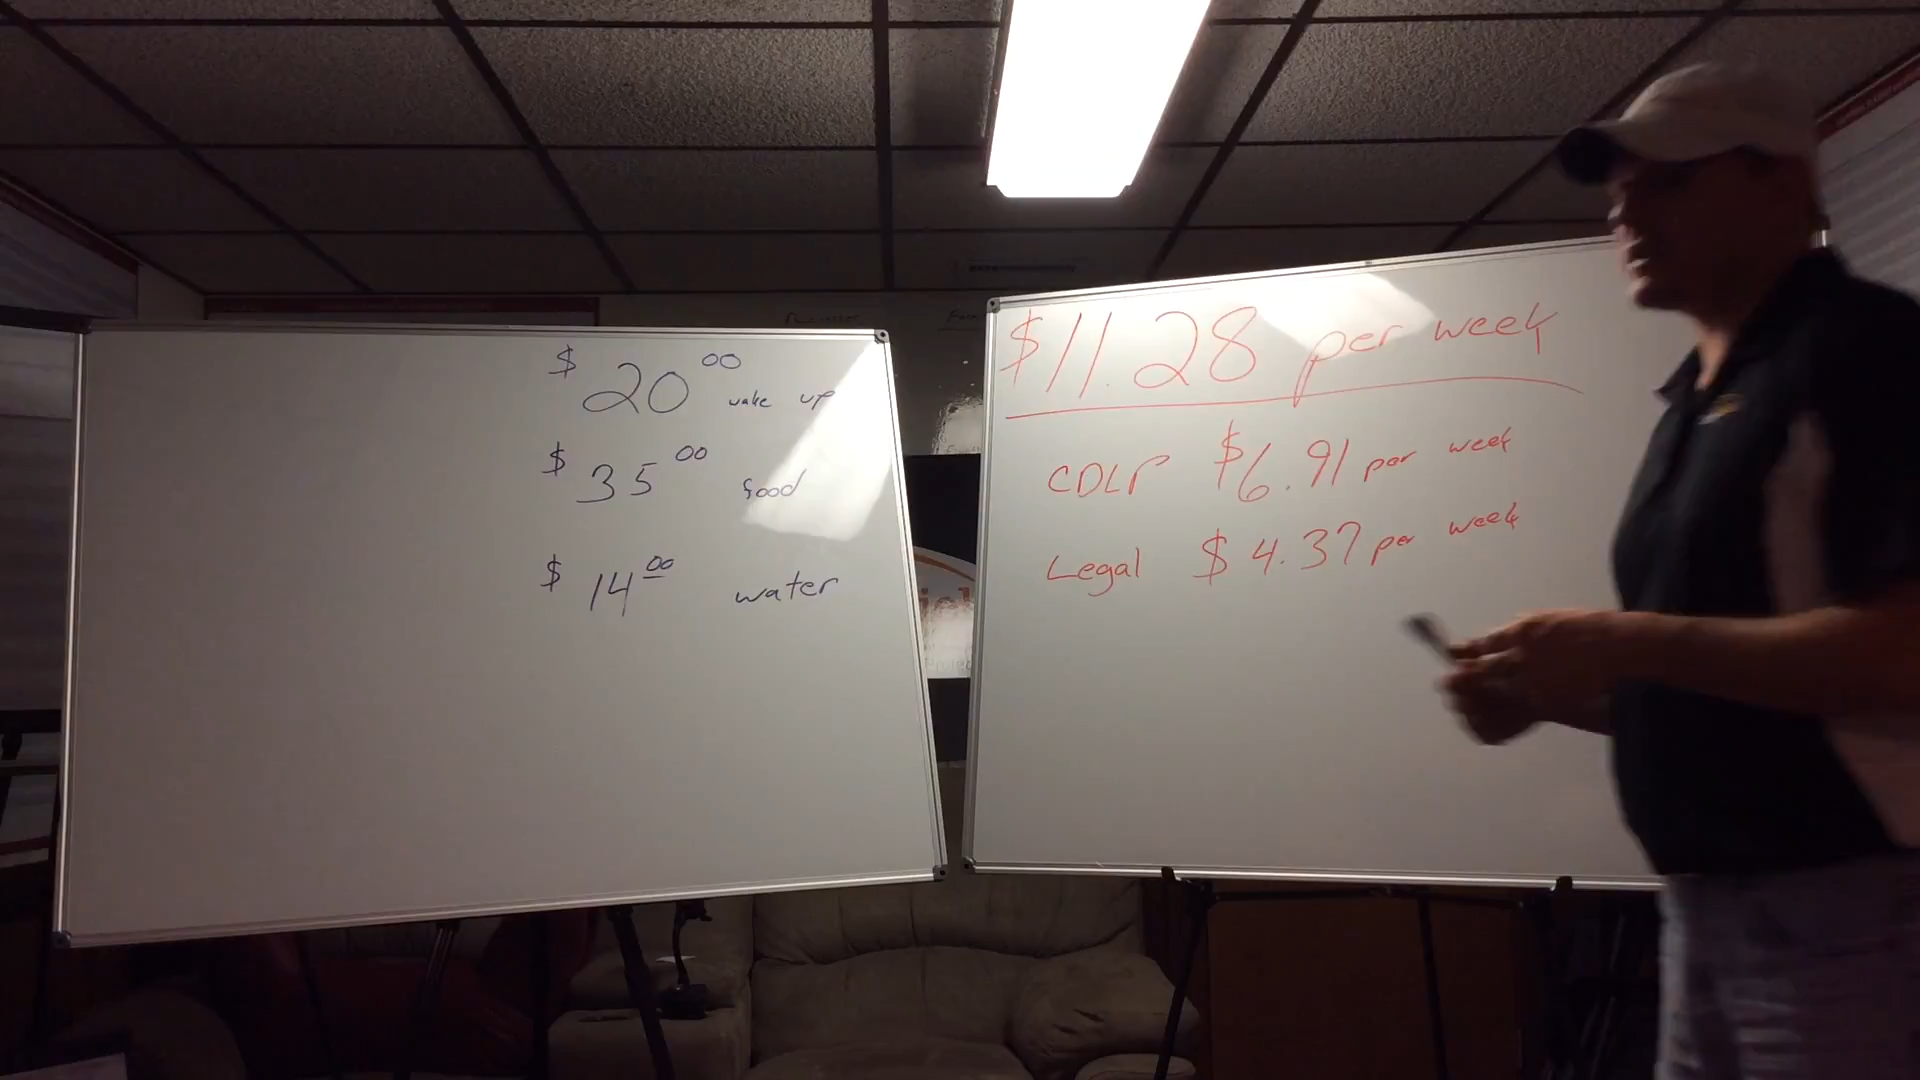 $ 20 00 wake up
$ 35 00 food
$ 14 00 water
$11.28 per week
CDLP $6.91 per week
Legal $4.37 per week